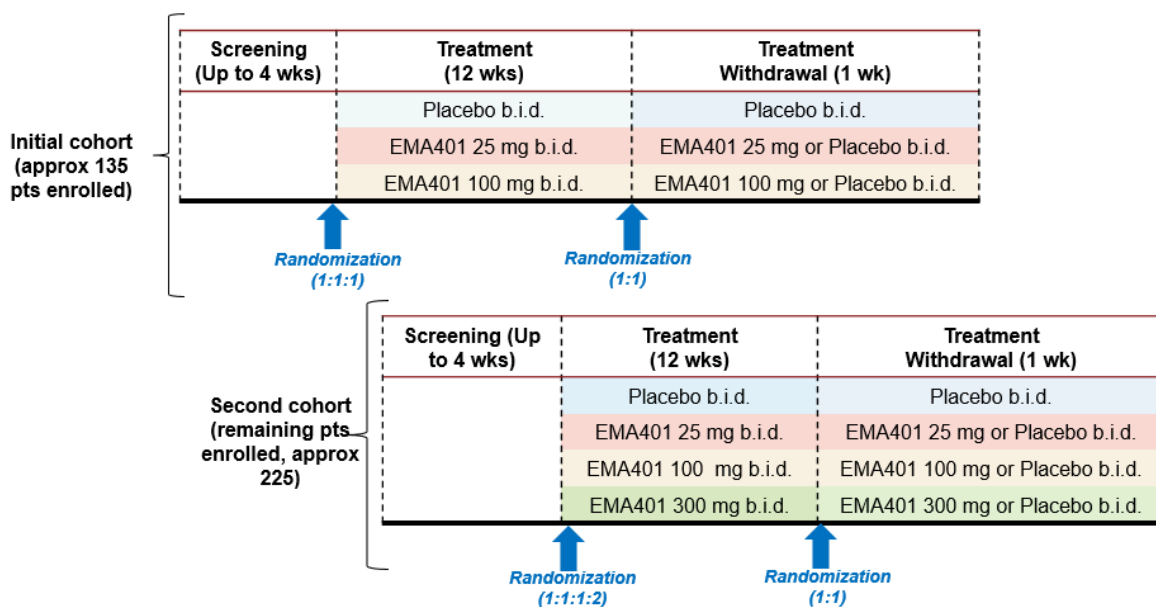 Screening
(Up to 4 wks)
Treatment
(12 wks)
Treatment
Withdrawal (1 wk)
Initial cohort
(approx 135
pts enrolled)
Placebo b.i.d.
Placebo b.i.d.
EMA401 25 mg b.i.d.
EMA401 25 mg or Placebo b.i.d.
EMA401 100 mg b.i.d.
EMA401 100 mg or Placebo b.i.d.
Randomization
(1:1:1)
Randomization
(1:1)
Screening (Up
to 4 wks)
Treatment
(12 wks)
Treatment
Withdrawal (1 wk)
Second cohort
(remaining pts
enrolled, approx
225)
Placebo b.i.d.
Placebo b.i.d.
EMA401 25 mg b.i.d.
EMA401 25 mg or Placebo b.i.d.
EMA401 100 mg b.i.d.
EMA401 100 mg or Placebo b.i.d.
EMA401 300 mg b.i.d.
EMA401 300 mg or Placebo b.i.d.
Randomization
(1:1:1:2)
Randomization
(1:1)